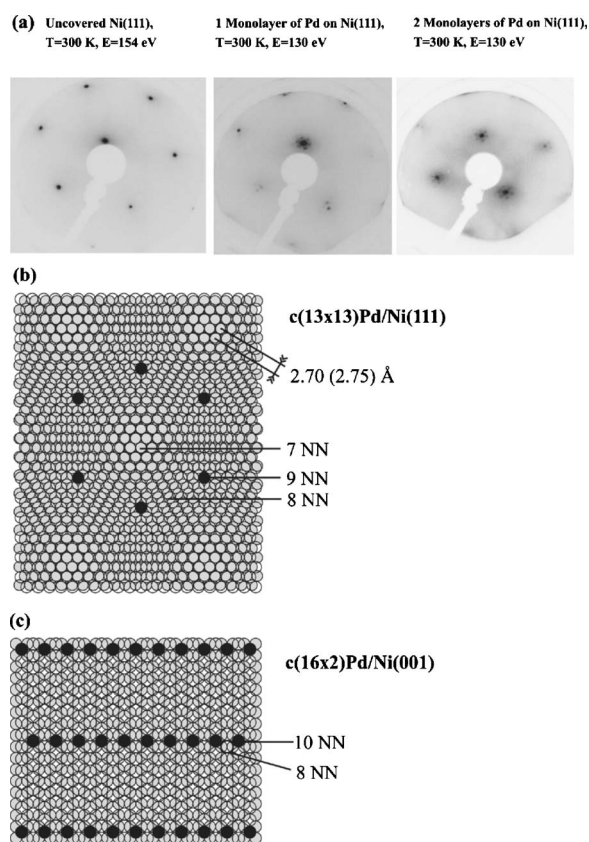 (a)
Uncovered Ni(111),
T=300 K, E=154 eV
1 Monolayer of Pd on Ni(111),
T=300 K, E=130 eV
2 Monolayers of Pd on Ni(111),
T=300 K, E=130 eV
(b)
c(13x13)Pd/Ni(111)
2.70 (2.75) Å
7 NN
9 NN
8 NN
(c)
c(16x2)Pd/Ni(001)
10 NN
8 NN